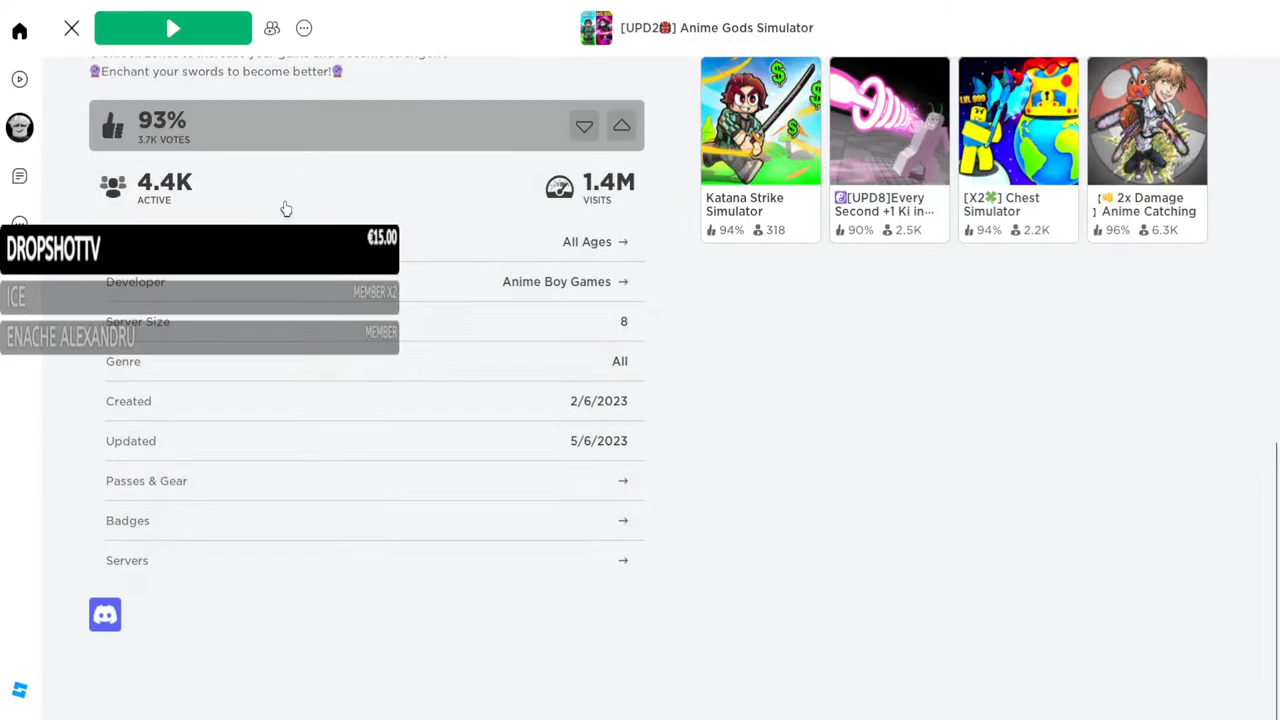 [UPD2👹] Anime Gods Simulator
🔮Enchant your swords to become better!🔮
93%
3.7K VOTES
4.4K
ACTIVE
1.4M
VISITS
DROPSHOTTV
€15.00
All Ages →
ICE
MEMBER X2
Developer
Anime Boy Games →
ENACHE ALEXANDRU
MEMBER
Server Size
8
Genre
All
Created
2/6/2023
Updated
5/6/2023
Passes & Gear
→
Badges
→
Servers
→
Katana Strike
Simulator
94% 318
[UPD8]Every
Second +1 Ki in···
90% 2.5K
LVL 999
[X2🍀] Chest
Simulator
94% 2.2K
[👊 2x Damage
] Anime Catching
96% 6.3K